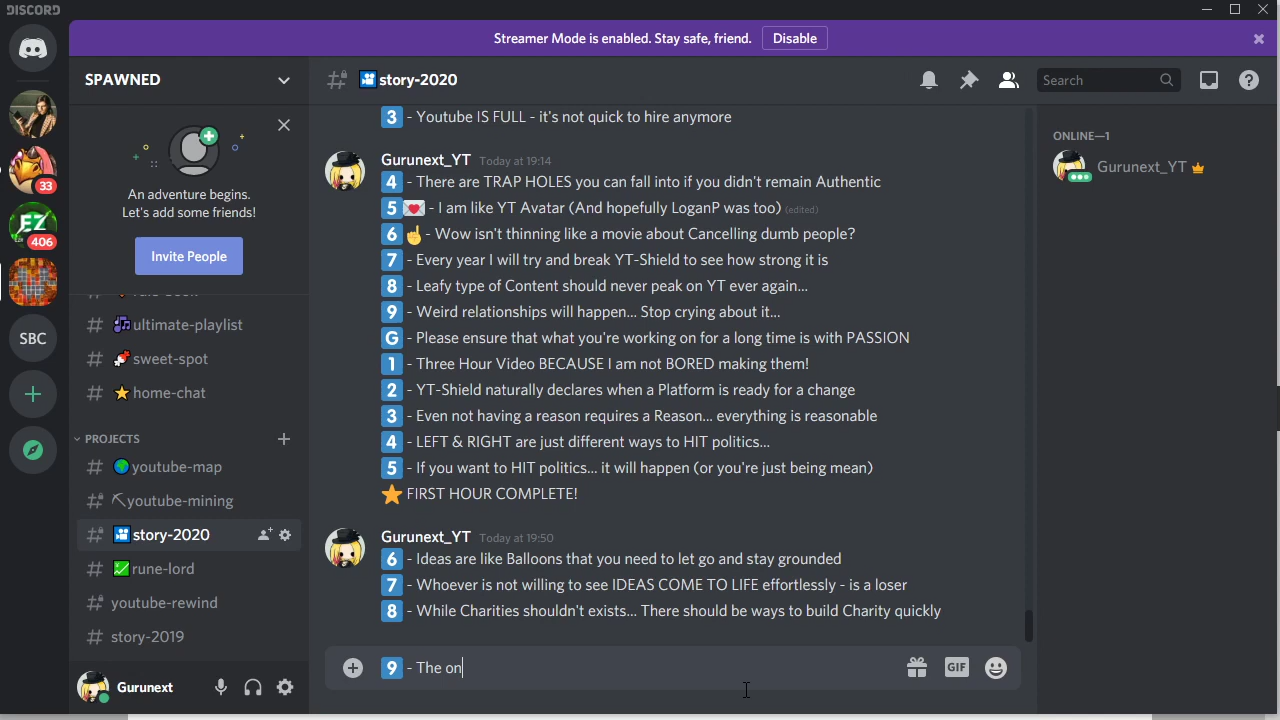 DISCORD
Streamer Mode is enabled. Stay safe, friend. Disable
SPAWNED
story-2020
Search
An adventure begins.
Let's add some friends!
Invite People
33
406
SBC
ultimate-playlist
sweet-spot
home-chat
PROJECTS
youtube-map
youtube-mining
story-2020
rune-lord
youtube-rewind
story-2019
Gurunext
3 - Youtube IS FULL - it's not quick to hire anymore
Gurunext_YT Today at 19:14
4 - There are TRAP HOLES you can fall into if you didn't remain Authentic
5 💌 - I am like YT Avatar (And hopefully LoganP was too) (edited)
6 ☝ - Wow isn't thinning like a movie about Cancelling dumb people?
7 - Every year I will try and break YT-Shield to see how strong it is
8 - Leafy type of Content should never peak on YT ever again...
9 - Weird relationships will happen... Stop crying about it...
G - Please ensure that what you're working on for a long time is with PASSION
1 - Three Hour Video BECAUSE I am not BORED making them!
2 - YT-Shield naturally declares when a Platform is ready for a change
3 - Even not having a reason requires a Reason... everything is reasonable
4 - LEFT & RIGHT are just different ways to HIT politics...
5 - If you want to HIT politics... it will happen (or you're just being mean)
⭐ FIRST HOUR COMPLETE!
Gurunext_YT Today at 19:50
6 - Ideas are like Balloons that you need to let go and stay grounded
7 - Whoever is not willing to see IDEAS COME TO LIFE effortlessly - is a loser
8 - While Charities shouldn't exists... There should be ways to build Charity quickly
9 - The on
GIF
ONLINE—1
Gurunext_YT